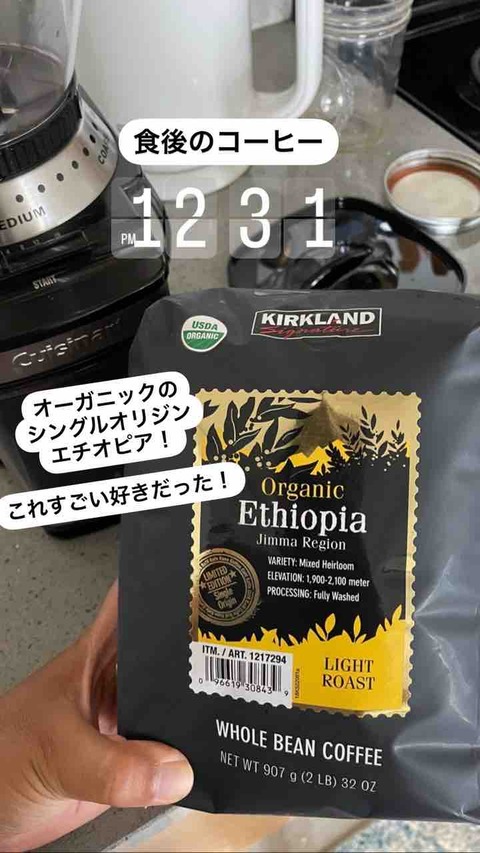 食後のコーヒー
PM 12 31
COA
MEDIUM
START
Cuisinart
USDA
ORGANIC
KIRKLAND
Signature
オーガニックの
シングルオリジン
エチオピア！
これすごい好きだった！
Organic
Ethiopia
Jimma Region
VARIETY: Mixed Heirloom
ELEVATION: 1,900-2,100 meter
PROCESSING: Fully Washed
LIMITED
EDITION
Single
Origin
ITM. / ART. 1217294
0 96619 30843 9
LIGHT
ROAST
WHOLE BEAN COFFEE
NET WT 907 g (2 LB) 32 OZ